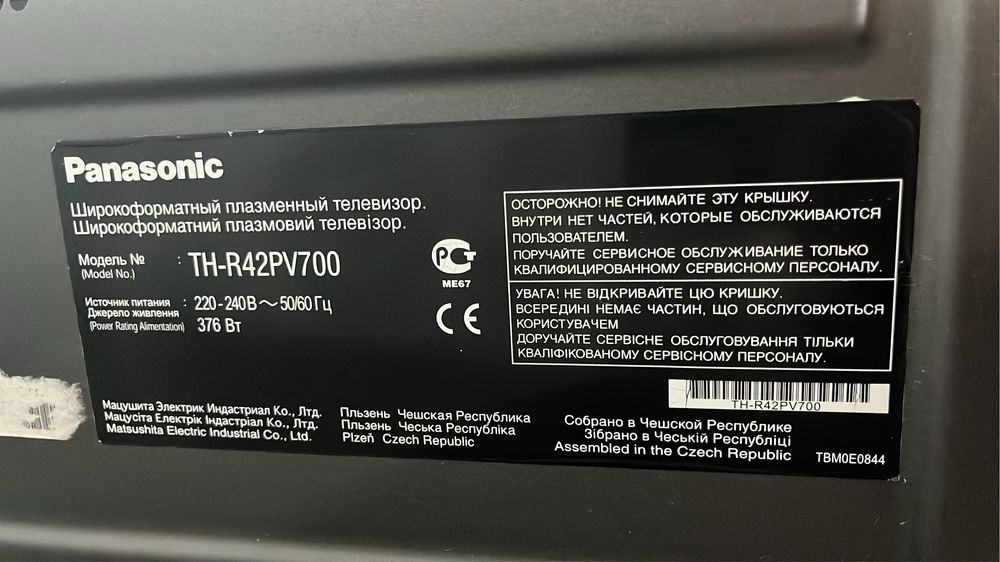 Panasonic
Широкоформатный плазменный телевизор.
Широкоформатний плазмовий телевізор.
Модель №
(Model No.)
: TH-R42PV700
Источник питания : 220-240В ~ 50/60 Гц
Джерело живлення :
(Power Rating Alimentation) 376 Вт
РСТ
ME67
CE
ОСТОРОЖНО! НЕ СНИМАЙТЕ ЭТУ КРЫШКУ.
ВНУТРИ НЕТ ЧАСТЕЙ, КОТОРЫЕ ОБСЛУЖИВАЮТСЯ
ПОЛЬЗОВАТЕЛЕМ.
ПОРУЧАЙТЕ СЕРВИСНОЕ ОБСЛУЖИВАНИЕ ТОЛЬКО
КВАЛИФИЦИРОВАННОМУ СЕРВИСНОМУ ПЕРСОНАЛУ.
УВАГА! НЕ ВІДКРИВАЙТЕ ЦЮ КРИШКУ.
ВСЕРЕДИНІ НЕМАЄ ЧАСТИН, ЩО ОБСЛУГОВУЮТЬСЯ
КОРИСТУВАЧЕМ
ДОРУЧАЙТЕ СЕРВІСНЕ ОБСЛУГОВУВАННЯ ТІЛЬКИ
КВАЛІФІКОВАНОМУ СЕРВІСНОМУ ПЕРСОНАЛУ.
TH-R42PV700
Мацушита Электрик Индастриал Ко., Лтд.
Мацусіта Електрік Індастріал Ко., Лтд.
Matsushita Electric Industrial Co., Ltd.
Пльзень Чешская Республика
Пльзень Чеська Республіка
Plzeň Czech Republic
Собрано в Чешской Республике
Зібрано в Чеській Республіці
Assembled in the Czech Republic
TBM0E0844